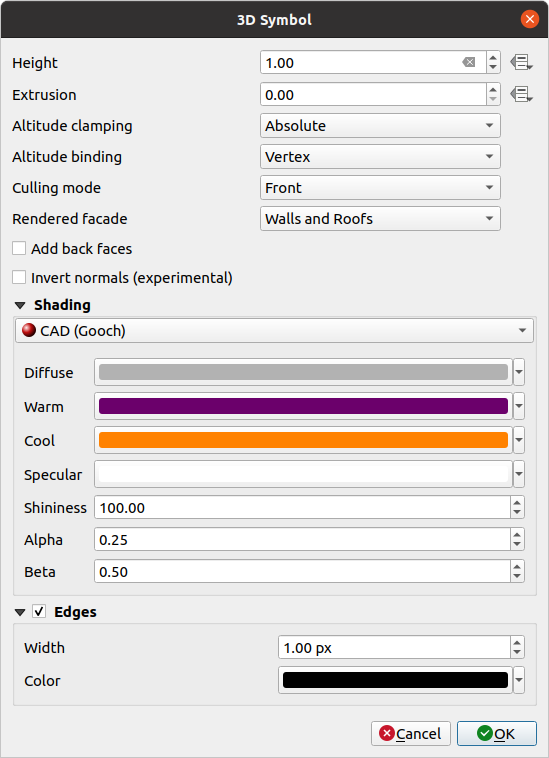 3D Symbol
Height 1.00
Extrusion 0.00
Altitude clamping Absolute
Altitude binding Vertex
Culling mode Front
Rendered facade Walls and Roofs
Add back faces
Invert normals (experimental)
Shading
CAD (Gooch)
Diffuse
Warm
Cool
Specular
Shininess 100.00
Alpha 0.25
Beta 0.50
Edges
Width 1.00 px
Color
Cancel OK